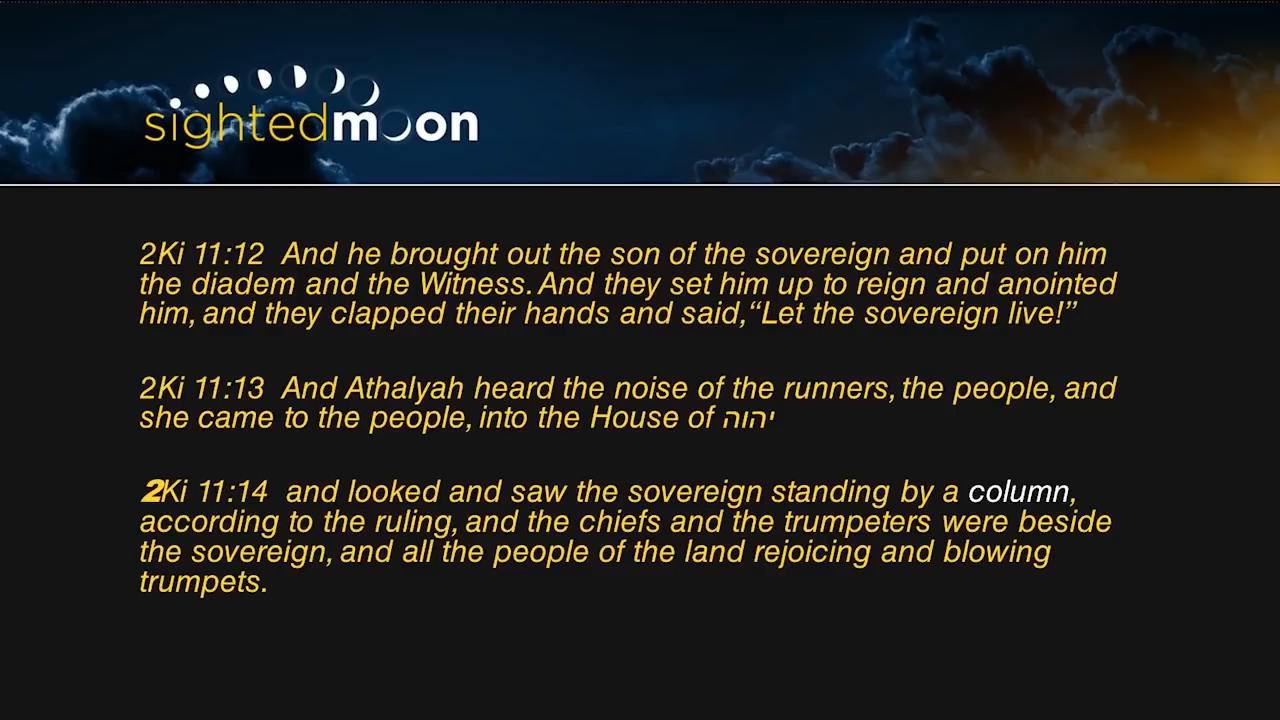 sightedmoon
2Ki 11:12 And he brought out the son of the sovereign and put on him
the diadem and the Witness. And they set him up to reign and anointed
him, and they clapped their hands and said, “Let the sovereign live!”
2Ki 11:13 And Athalyah heard the noise of the runners, the people, and
she came to the people, into the House of יהוה
2Ki 11:14 and looked and saw the sovereign standing by a column,
according to the ruling, and the chiefs and the trumpeters were beside
the sovereign, and all the people of the land rejoicing and blowing
trumpets.